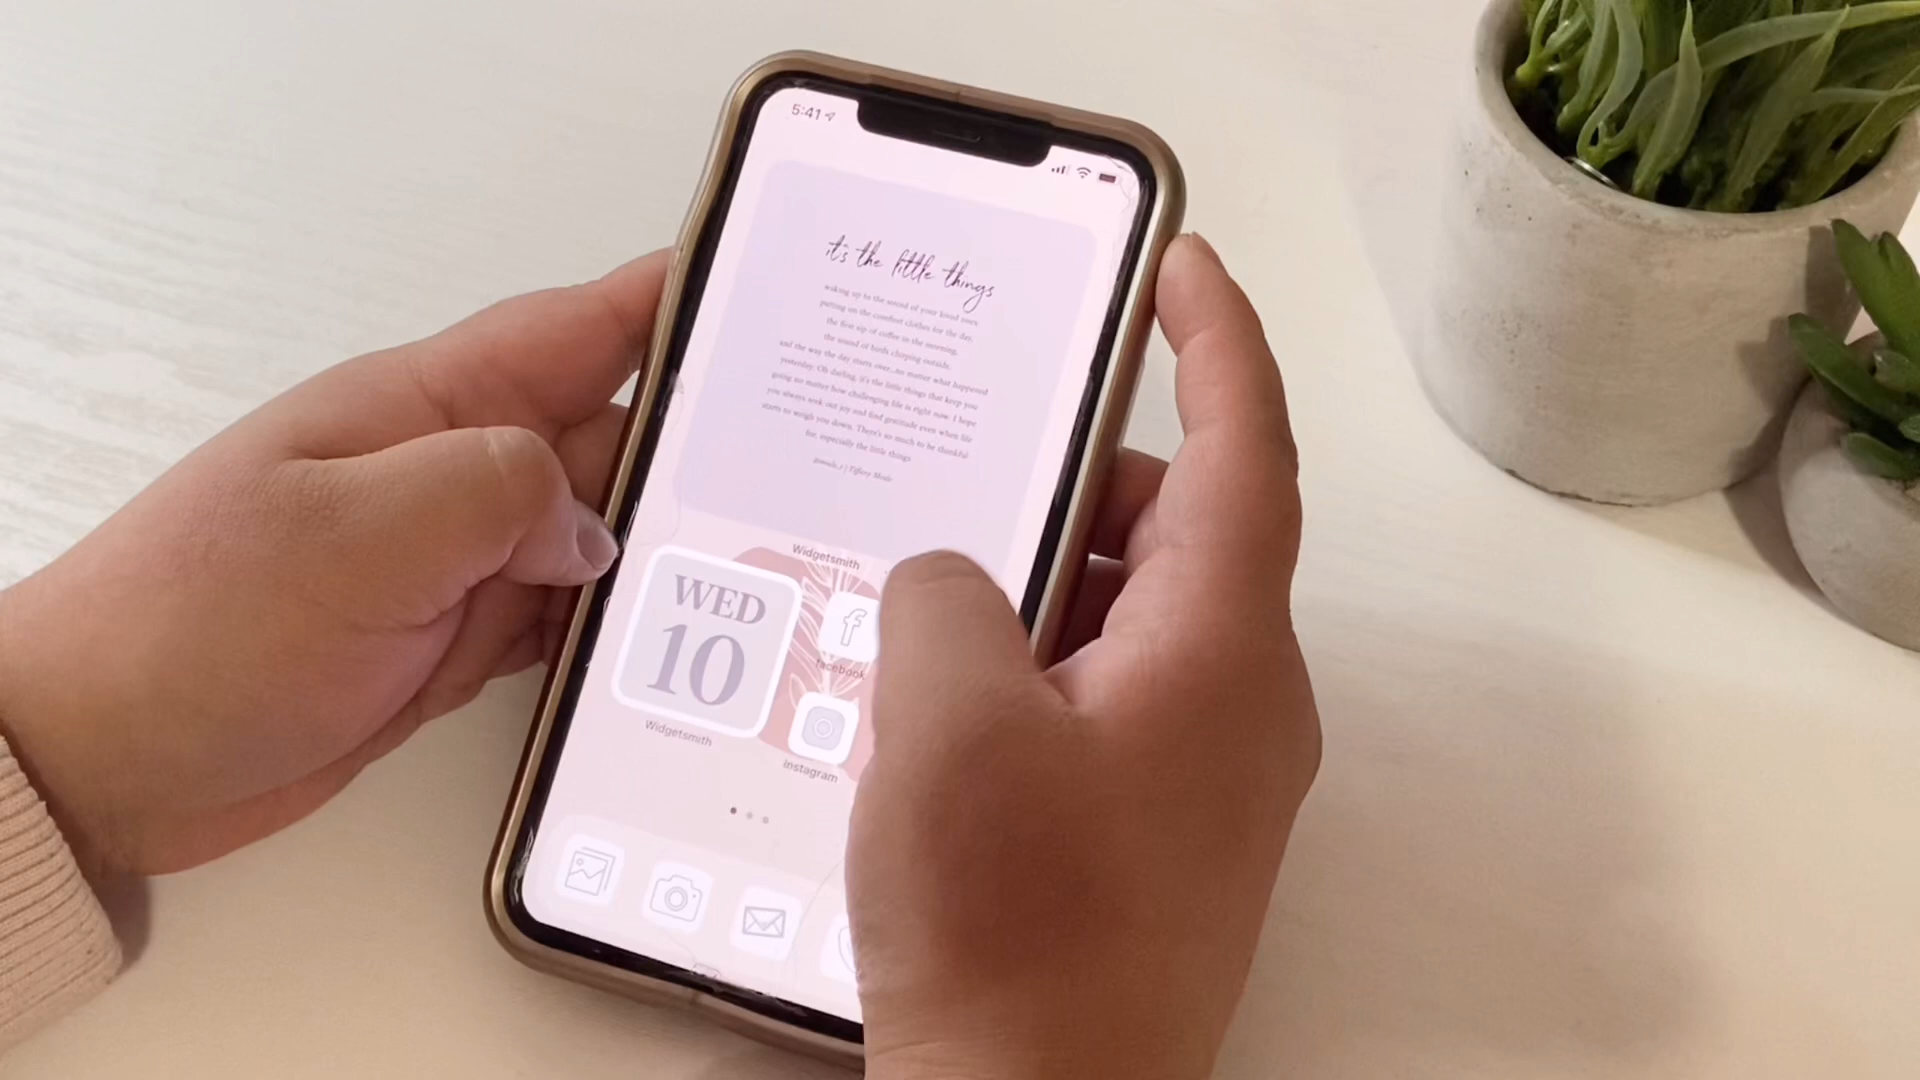 5:41
it's the little things
waking up to the sound of your loved ones
putting on the comfiest clothes for the day,
the first sip of coffee in the morning,
the sound of birds chirping outside,
and the way the day starts over, no matter what happened
yesterday. Oh darling, it's the little things that keep you
going no matter how challenging life is right now. I hope
you always seek out joy and find gratitude even when life
starts to weigh you down. There's so much to be thankful
for, especially the little things.
| Tiffany
Widgetsmith
WED
10
Widgetsmith
facebook
instagram